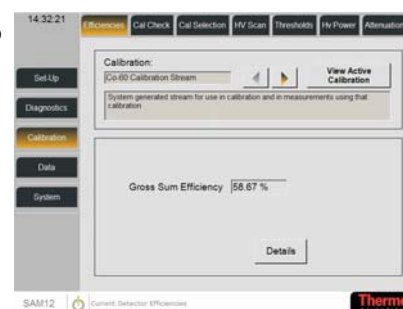 14:32:21
Efficiencies Cal Check Cal Selection HV Scan Thresholds Hv Power Attenuation
Calibration:
Co-60 Calibration Stream
View Active
Calibration
System generated stream for use in calibration and in measurements using that
calibration
Set-Up
Diagnostics
Calibration
Data
System
Gross Sum Efficiency 58.67 %
Details
SAM12
Current Detector Efficiencies
Thermo